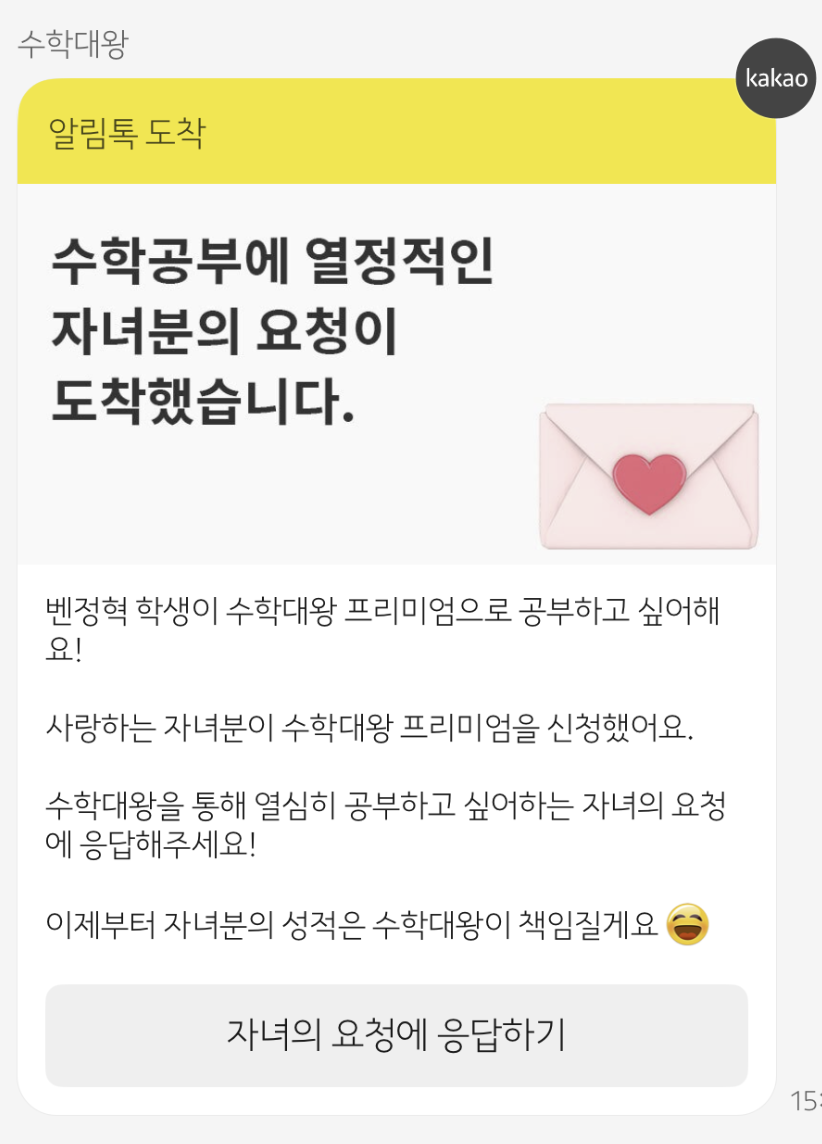 수학대왕
kakao
알림톡 도착
수학공부에 열정적인
자녀분의 요청이
도착했습니다.
벤정혁 학생이 수학대왕 프리미엄으로 공부하고 싶어해
요!
사랑하는 자녀분이 수학대왕 프리미엄을 신청했어요.
수학대왕을 통해 열심히 공부하고 싶어하는 자녀의 요청
에 응답해주세요!
이제부터 자녀분의 성적은 수학대왕이 책임질게요 😄
자녀의 요청에 응답하기